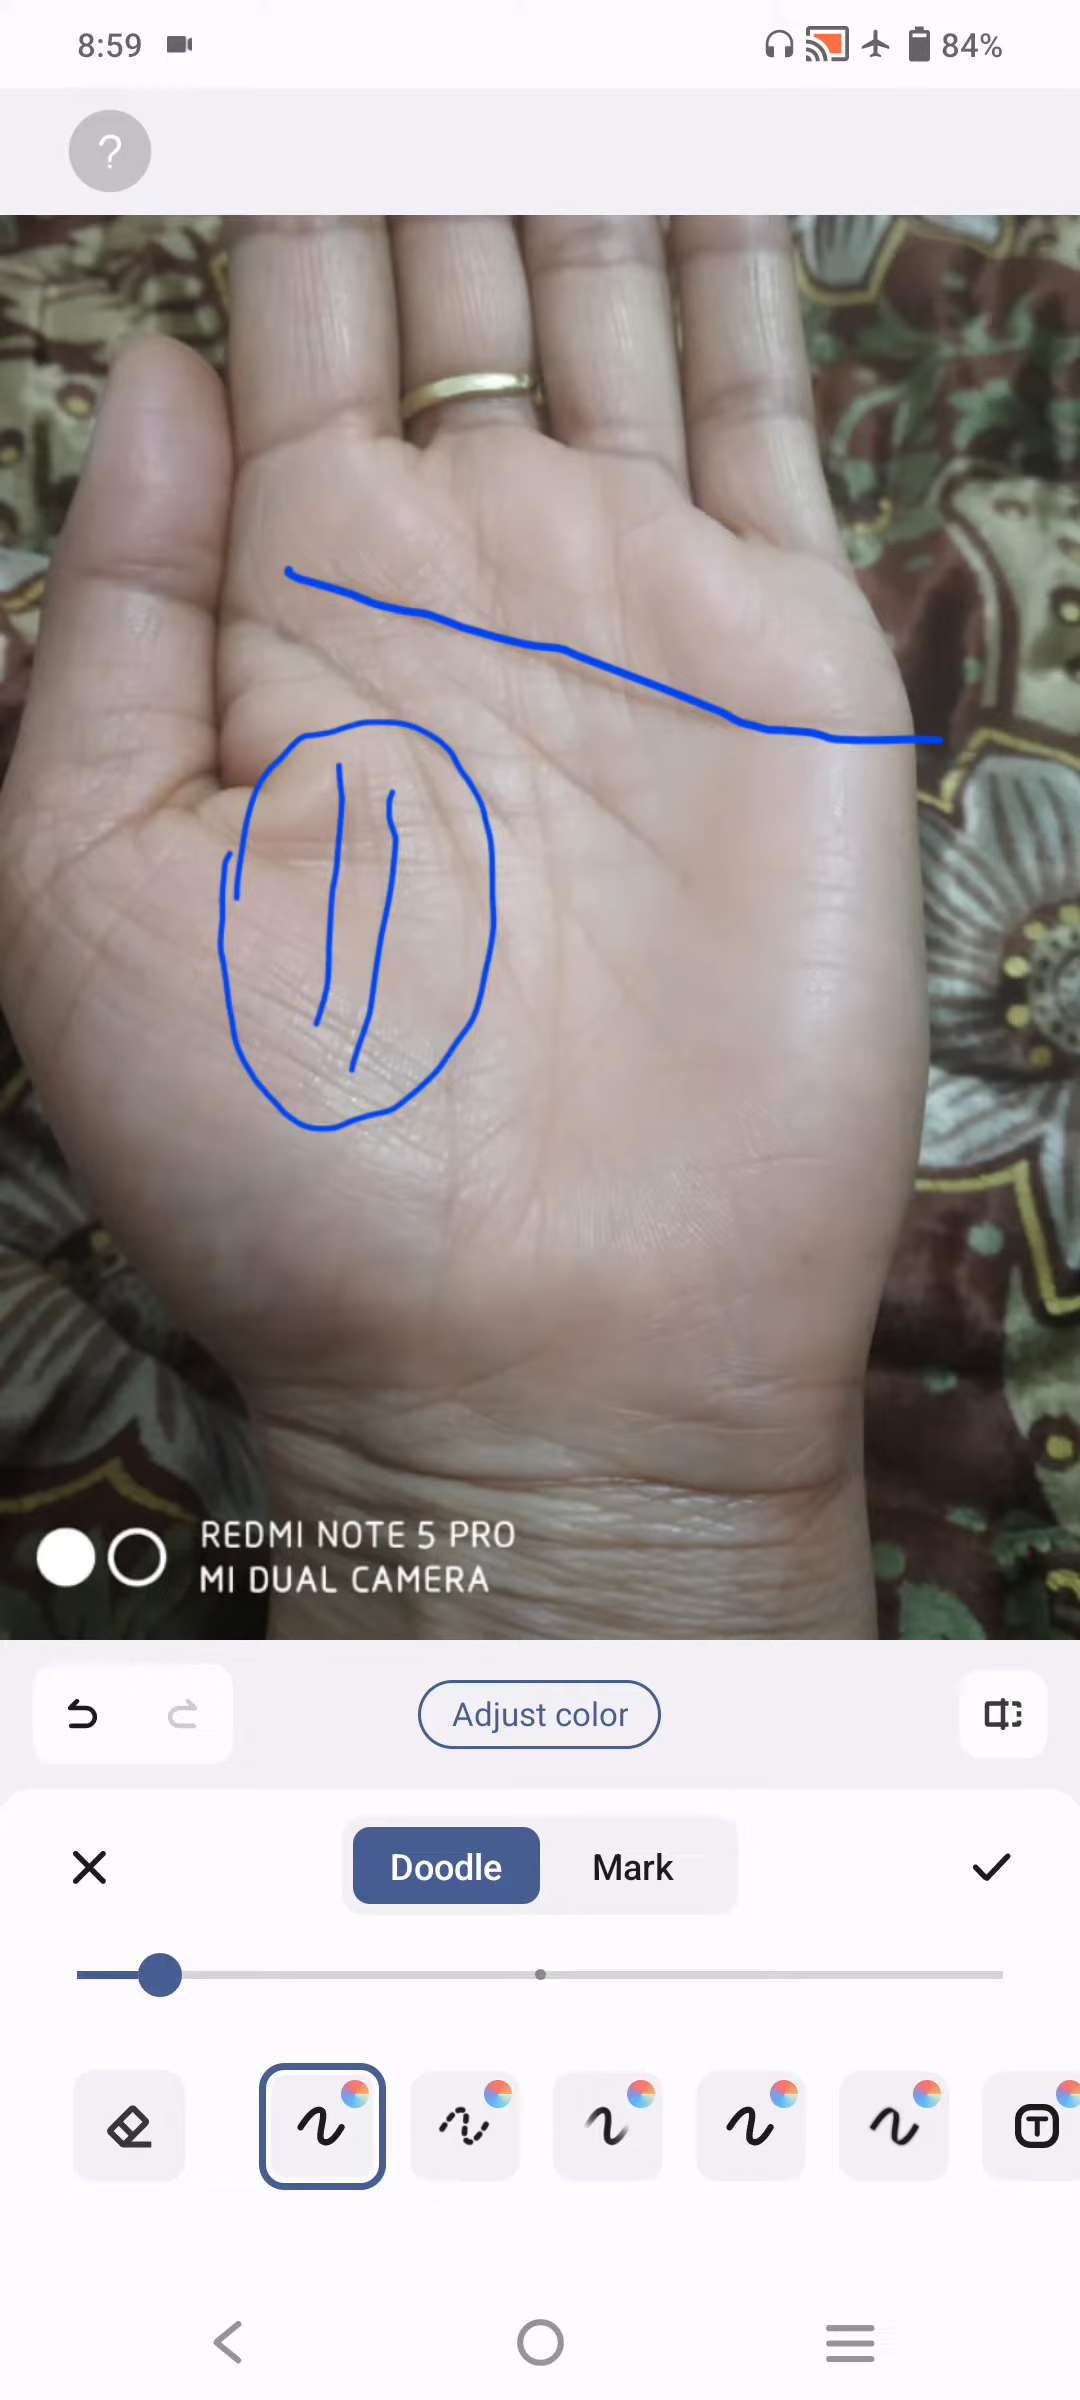 8:59
84%
?
REDMI NOTE 5 PRO
MI DUAL CAMERA
Adjust color
Doodle
Mark
T